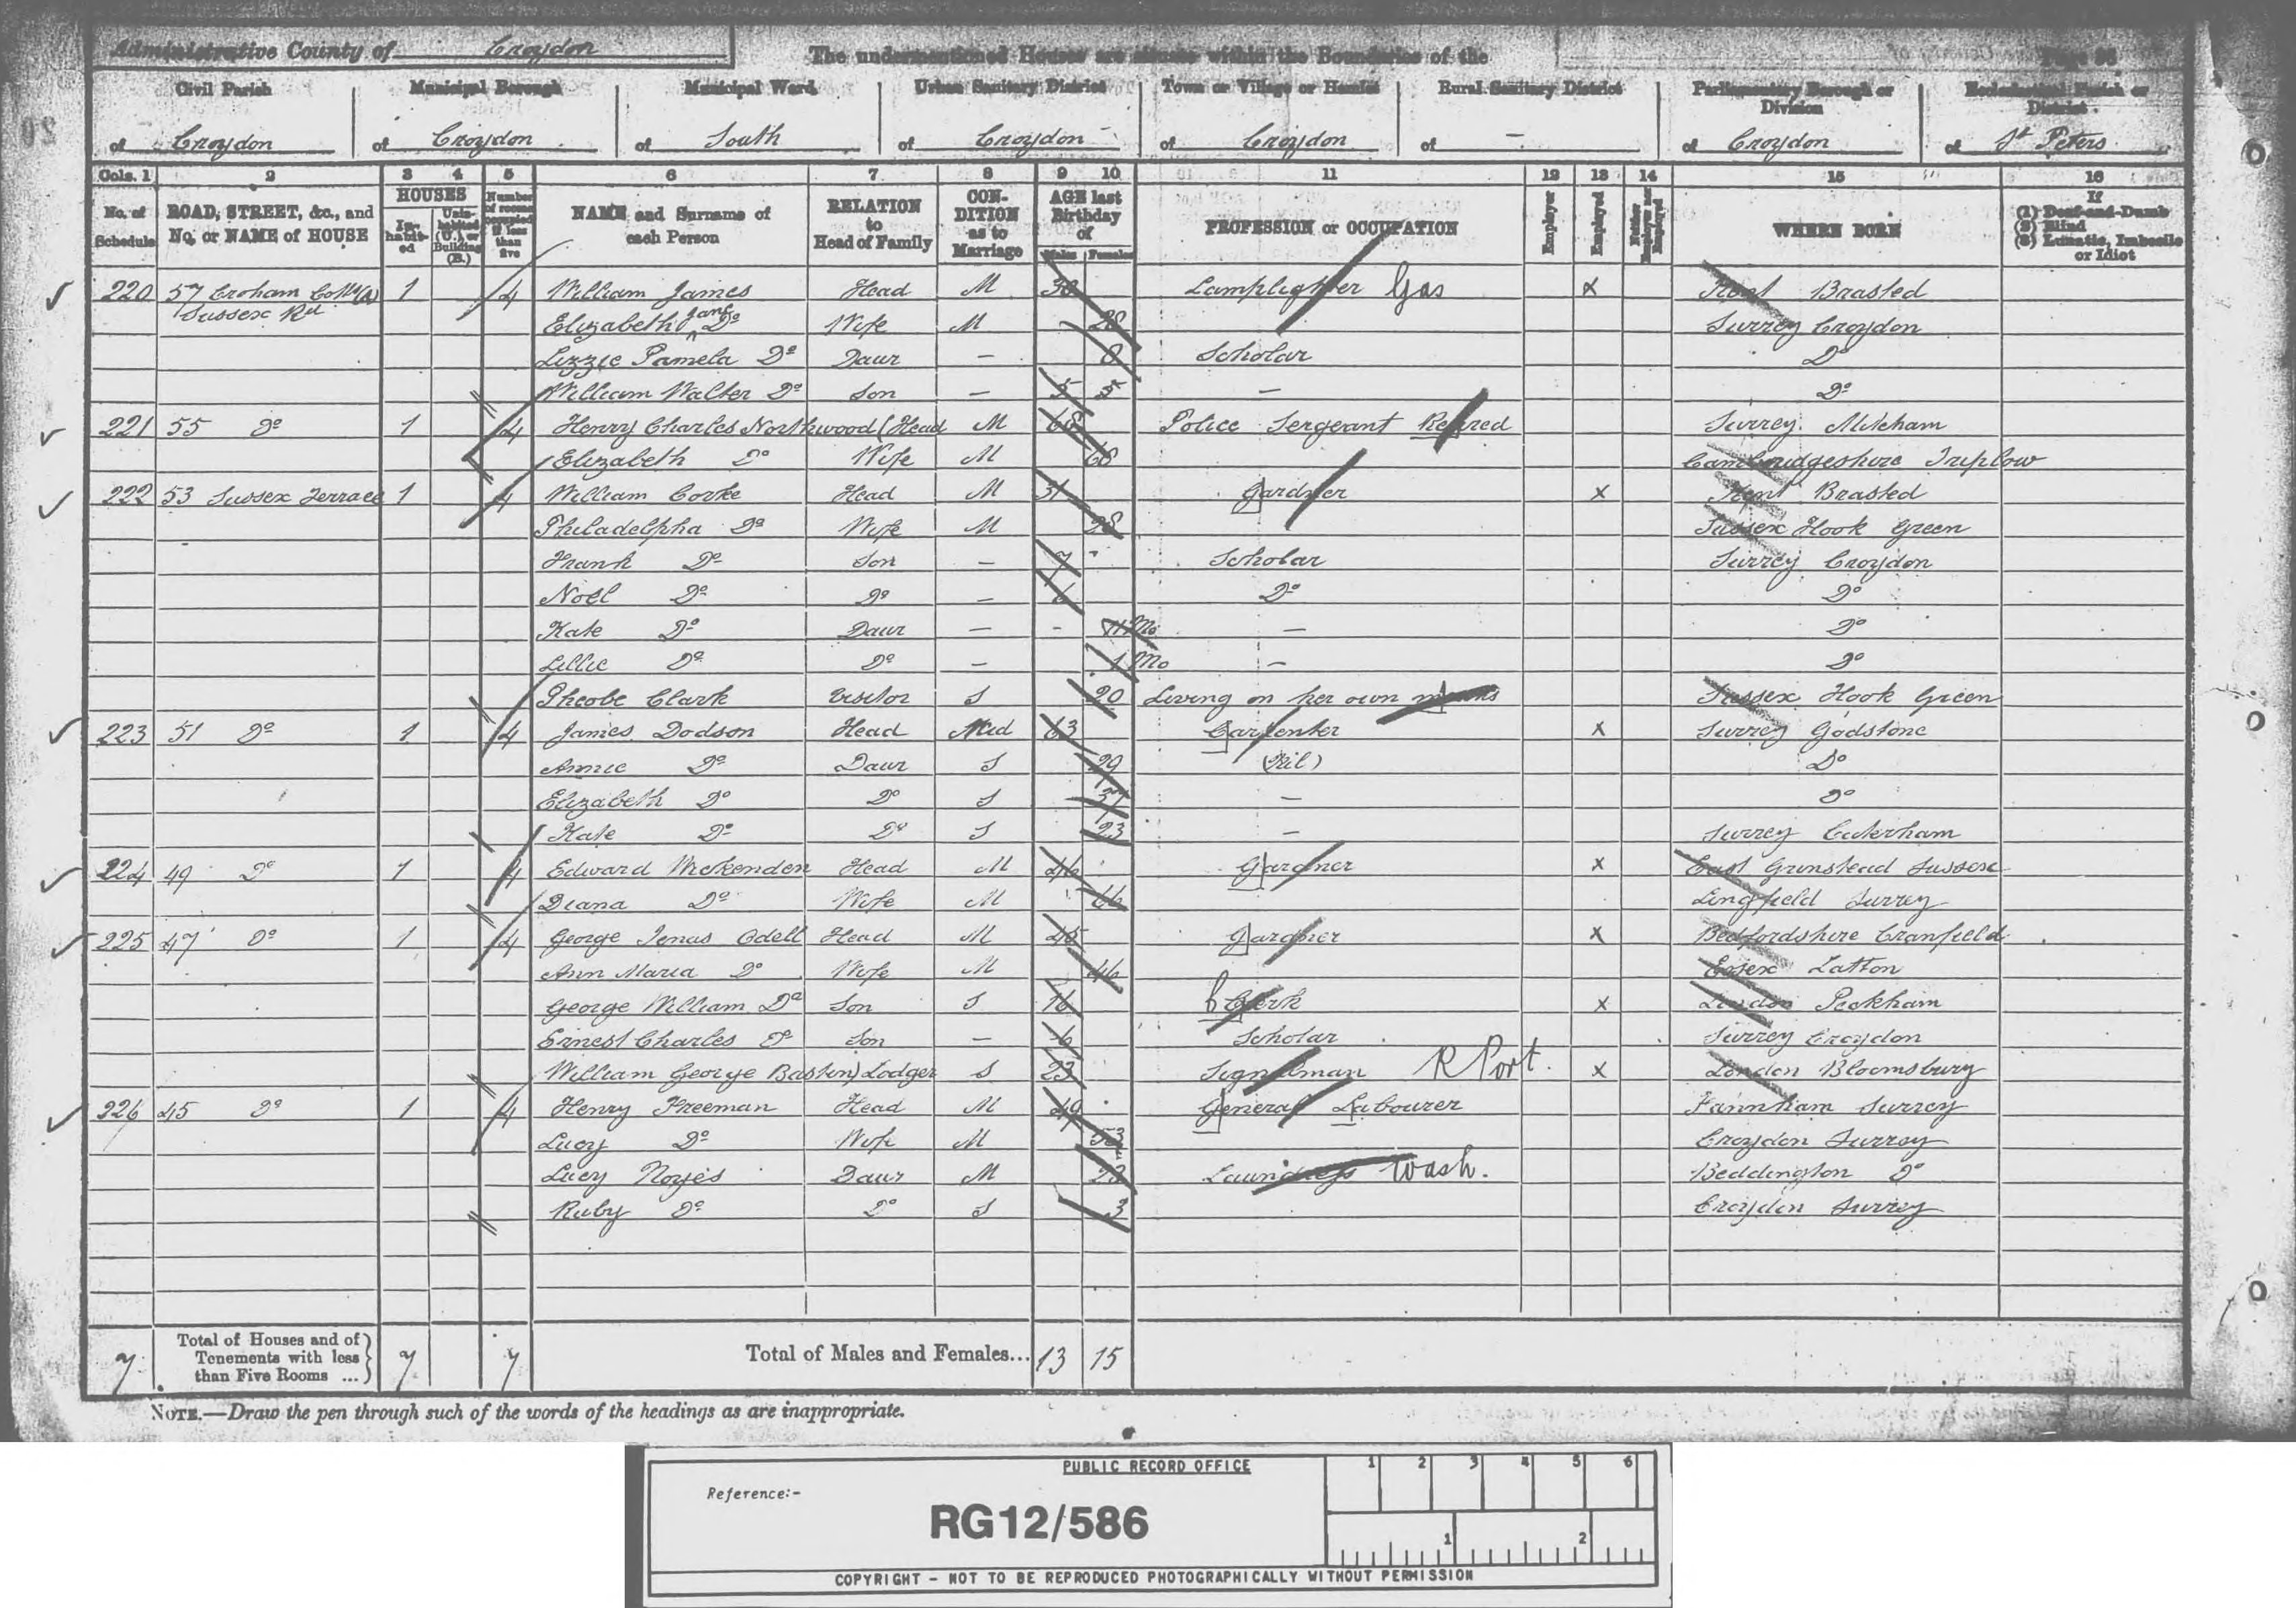 Administrative County of Croydon The undermentioned Houses are situate within the Boundaries of the
Civil Parish Municipal Borough Municipal Ward Urban Sanitary District Town or Village or Hamlet Rural Sanitary District Parliamentary Borough or Division Ecclesiastical Parish or District
of Croydon of Croydon of South of Croydon of Croydon of - of Croydon of St Peters
Cols. 1 2 3 4 5 6 7 8 9 10 11 12 13 14 15 16
No. of Schedule ROAD, STREET, &c., and No. or NAME of HOUSE HOUSES Inhabited Uninhabited (U.), or Building (B.) Number of rooms occupied if less than five NAME and Surname of each Person RELATION to Head of Family CONDITION as to Marriage AGE last Birthday of Males Females PROFESSION or OCCUPATION Employer Employed Neither Employer nor Employed WHERE BORN If (1) Deaf-and-Dumb (2) Blind (3) Lunatic, Imbecile or Idiot
220 57 Croham 1 4 William James Head M Lamplighter Gas X Kent Brasted
Sussex Rd Elizabeth Jane Do Wife M 28 Surrey Croydon
Lizzie Pamela Do Daur — Scholar Do
William Walter Do Son — 5 — Do
221 55 Do 1 4 Henry Charles Northwood (Head M 68 Police Sergeant Retired Surrey Mitcham
Elizabeth Do Wife M 68 Cambridgeshire Triplow
222 53 Sussex Terrace 1 4 William Cooke Head M 31 Gardner X Kent Brasted
Philadelpha Do Wife M 28 Sussex Hook Green
Frank Do Son — 7 Scholar Surrey Croydon
Noel Do Do — 6 Do Do
Kate Do Daur — - Mo — Do
Lillie Do Do — 1 Mo — Do
Pheobe Clark Visitor S 20 Living on her own means Sussex Hook Green
223 51 Do 1 4 James Dodson Head Wid 63 Carpenter X Surrey Godstone
Annie Do Daur S 29 (Nil) Do
Elizabeth Do Do S — Do
Kate Do Do S 23 — Surrey Caterham
224 49 Do 1 4 Edward Wickenden Head M 46 Gardner X East Grinstead Sussex
Diana Do Wife M Lingfield Surrey
225 47 Do 1 4 George Jonas Odell Head M 45 Gardner X Bedfordshire Cranfield
Ann Maria Do Wife M 46 Essex Latton
George William Do Son S 16 Clerk X London Peckham
Ernest Charles Do Son — 6 Scholar Surrey Croydon
William George Baskin) Lodger S 23 Signalman R Port. X London Bloomsbury
226 45 Do 1 4 Henry Freeman Head M 49 General Labourer Farnham Surrey
Lucy Do Wife M 53 Croydon Surrey
Lucy Noyes Daur M 23 Laundress Wash. Beddington Do
Ruby Do Do S 3 Croydon Surrey
7 Total of Houses and of Tenements with less than Five Rooms ... 7 7 Total of Males and Females... 13 15
NOTE.—Draw the pen through such of the words of the headings as are inappropriate.
PUBLIC RECORD OFFICE 1 2 3 4 5 6
Reference:-
RG12/586
1 2
COPYRIGHT - NOT TO BE REPRODUCED PHOTOGRAPHICALLY WITHOUT PERMISSION